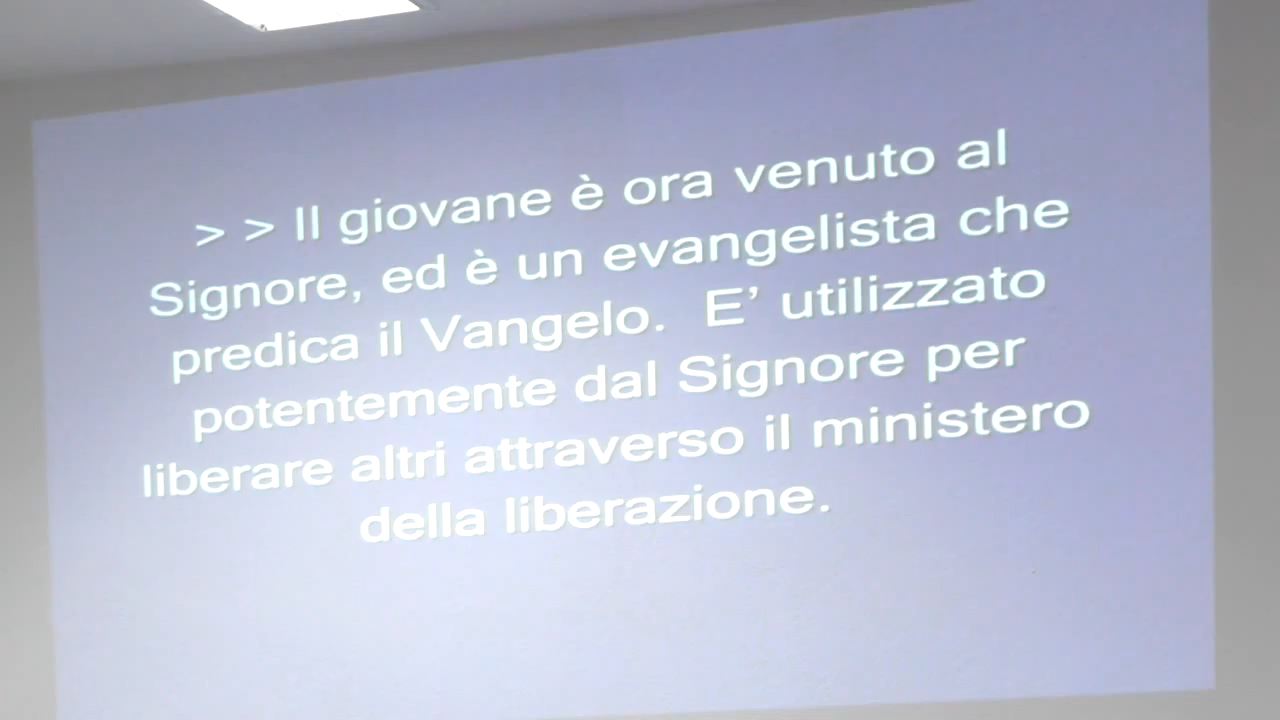 > > Il giovane è ora venuto al
Signore, ed è un evangelista che
predica il Vangelo.  E’ utilizzato
potentemente dal Signore per
liberare altri attraverso il ministero
della liberazione.